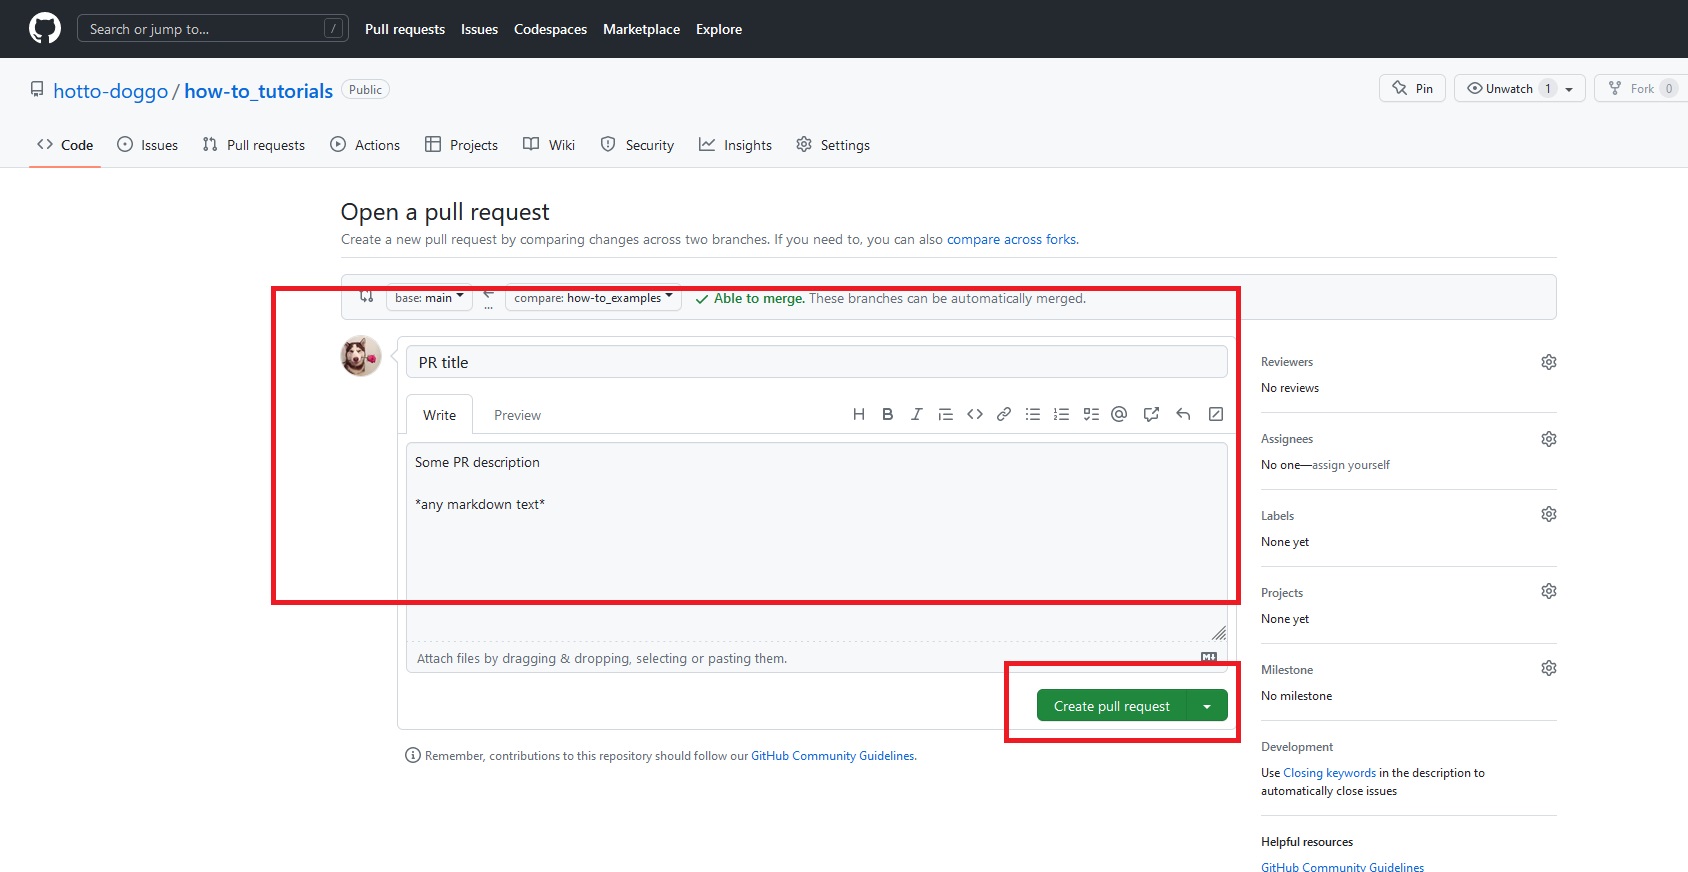 Search or jump to... /
Pull requests Issues Codespaces Marketplace Explore
hotto-doggo / how-to_tutorials Public
Pin Unwatch 1 Fork 0
Code Issues Pull requests Actions Projects Wiki Security Insights Settings
Open a pull request
Create a new pull request by comparing changes across two branches. If you need to, you can also compare across forks.
base: main ← ... compare: how-to_examples ✓ Able to merge. These branches can be automatically merged.
PR title
Write Preview
Some PR description
*any markdown text*
Attach files by dragging & dropping, selecting or pasting them.
Create pull request
Remember, contributions to this repository should follow our GitHub Community Guidelines.
Reviewers
No reviews
Assignees
No one—assign yourself
Labels
None yet
Projects
None yet
Milestone
No milestone
Development
Use Closing keywords in the description to
automatically close issues
Helpful resources
GitHub Community Guidelines